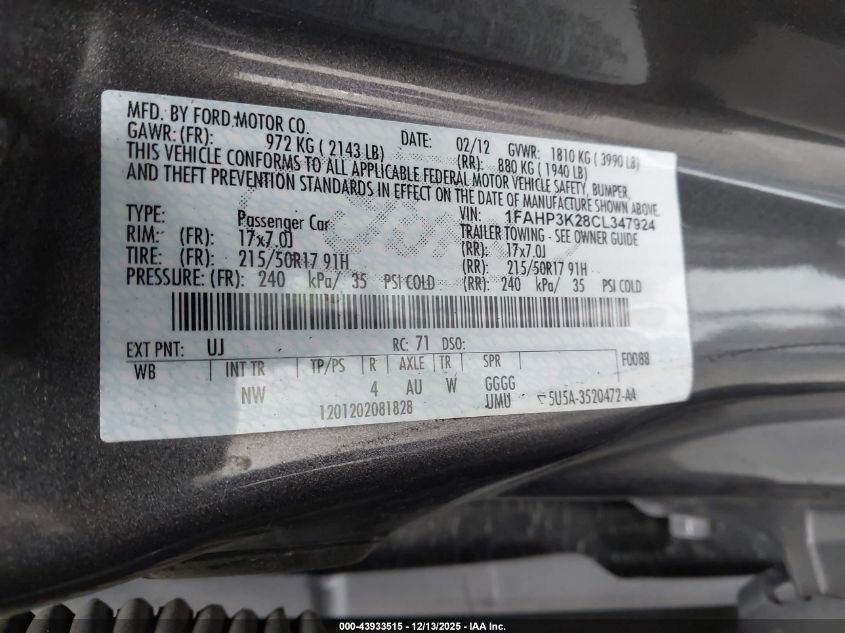 MFD. BY FORD MOTOR CO. DATE: 02/12 GVWR: 1810 KG ( 3990 LB)
GAWR: (FR): 972 KG ( 2143 LB) (RR): 880 KG ( 1940 LB)
THIS VEHICLE CONFORMS TO ALL APPLICABLE FEDERAL MOTOR VEHICLE SAFETY, BUMPER,
AND THEFT PREVENTION STANDARDS IN EFFECT ON THE DATE OF MANUFACTURE SHOWN ABOVE.
VIN: 1FAHP3K28CL347924
TYPE: Passenger Car TRAILER TOWING - SEE OWNER GUIDE
RIM: (FR): 17x7.0J (RR): 17x7.0J
TIRE: (FR): 215/50R17 91H (RR): 215/50R17 91H
PRESSURE: (FR): 240 kPa/ 35 PSI COLD (RR): 240 kPa/ 35 PSI COLD
EXT PNT: UJ RC: 71 DSO:
WB INT TR TP/PS R AXLE TR SPR F0088
NW 4 AU W GGGG
1201202081828 JJMU 5U5A-3520472-AA
000-43933515 - 12/13/2025 - IAA Inc.